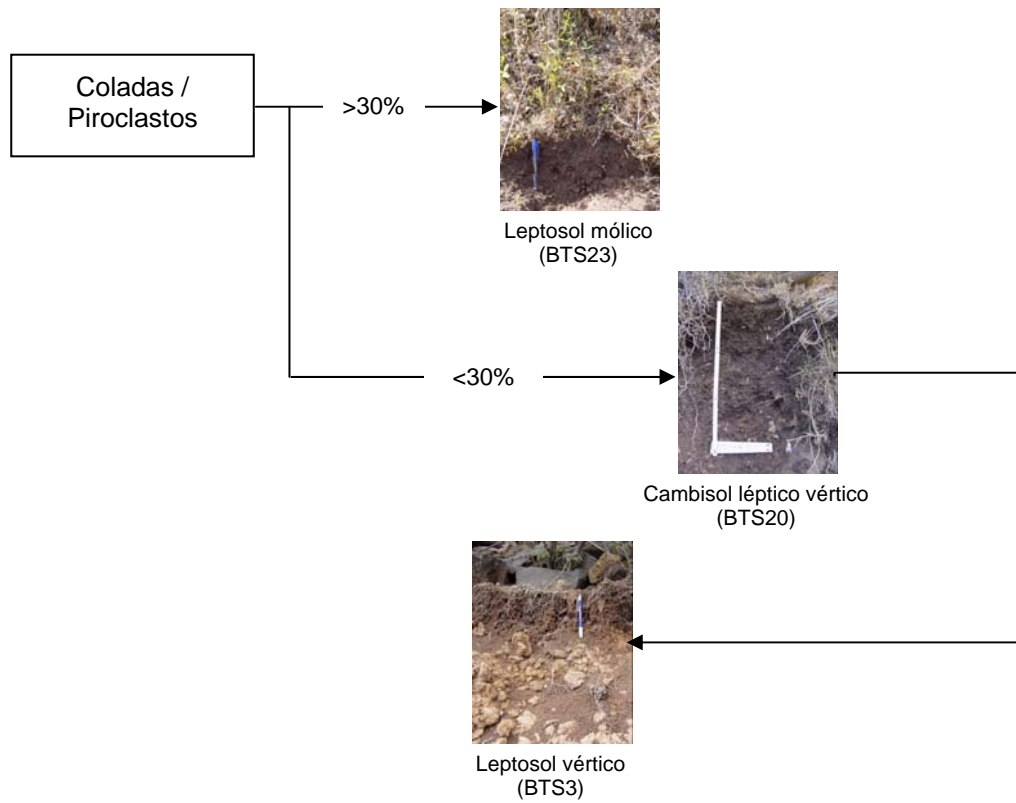 Coladas /
Piroclastos
>30%
Leptosol mólico
(BTS23)
<30%
Cambisol léptico vértico
(BTS20)
Leptosol vértico
(BTS3)